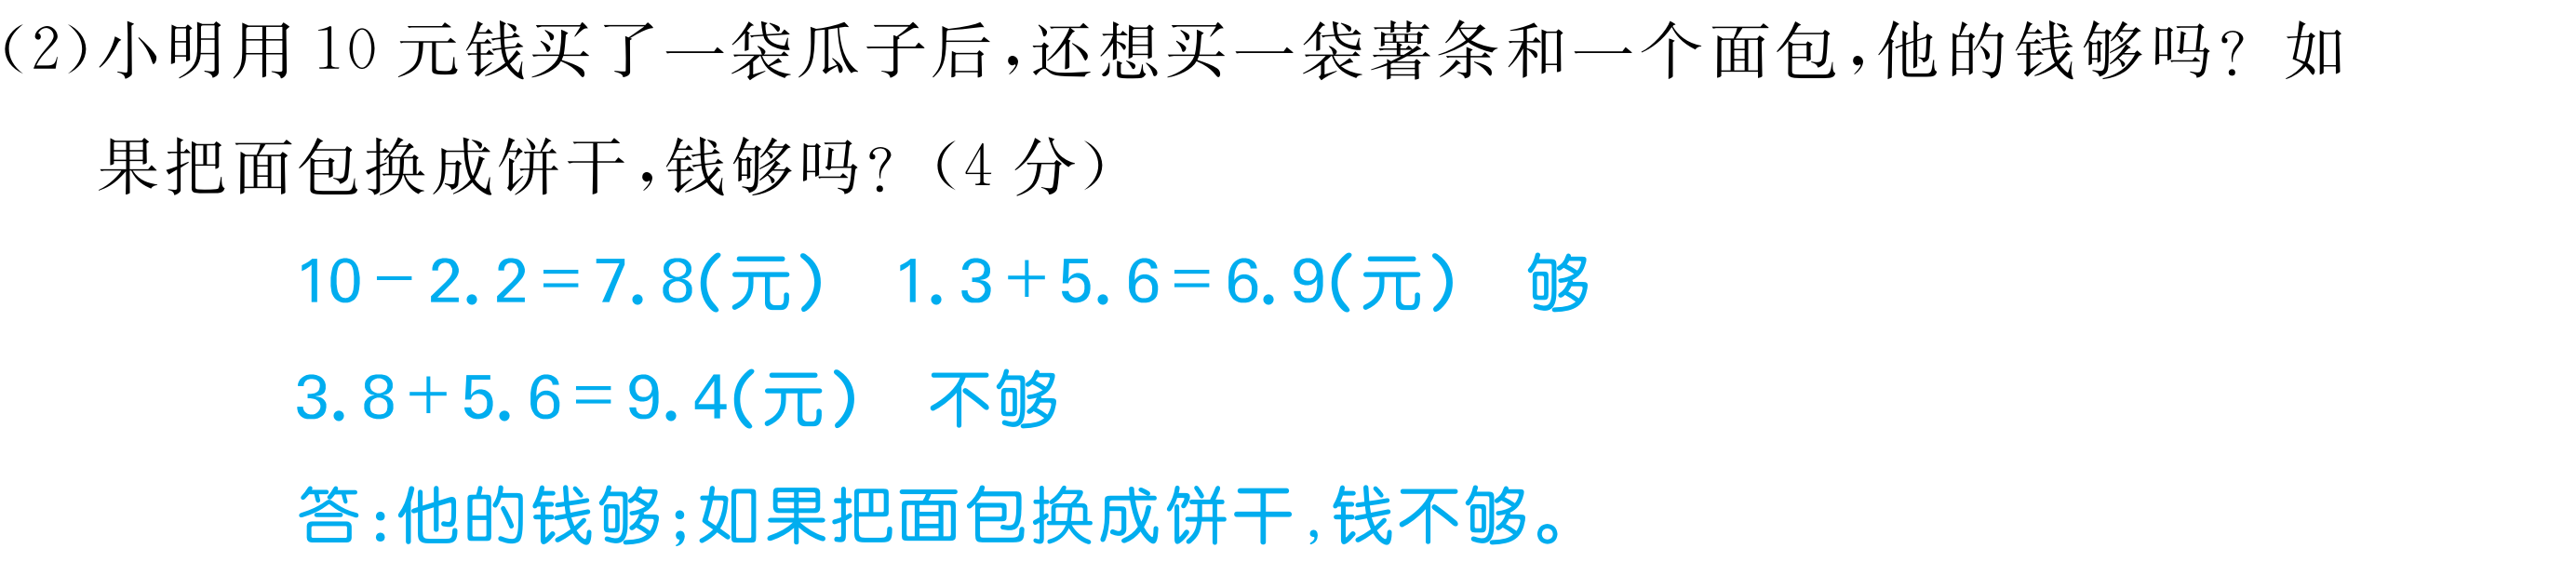 (2)小明用 10 元钱买了一袋瓜子后,还想买一袋薯条和一个面包,他的钱够吗? 如
果把面包换成饼干,钱够吗?(4 分)
10-2.2=7.8(元) 1.3+5.6=6.9(元) 够
3.8+5.6=9.4(元) 不够
答:他的钱够;如果把面包换成饼干,钱不够。